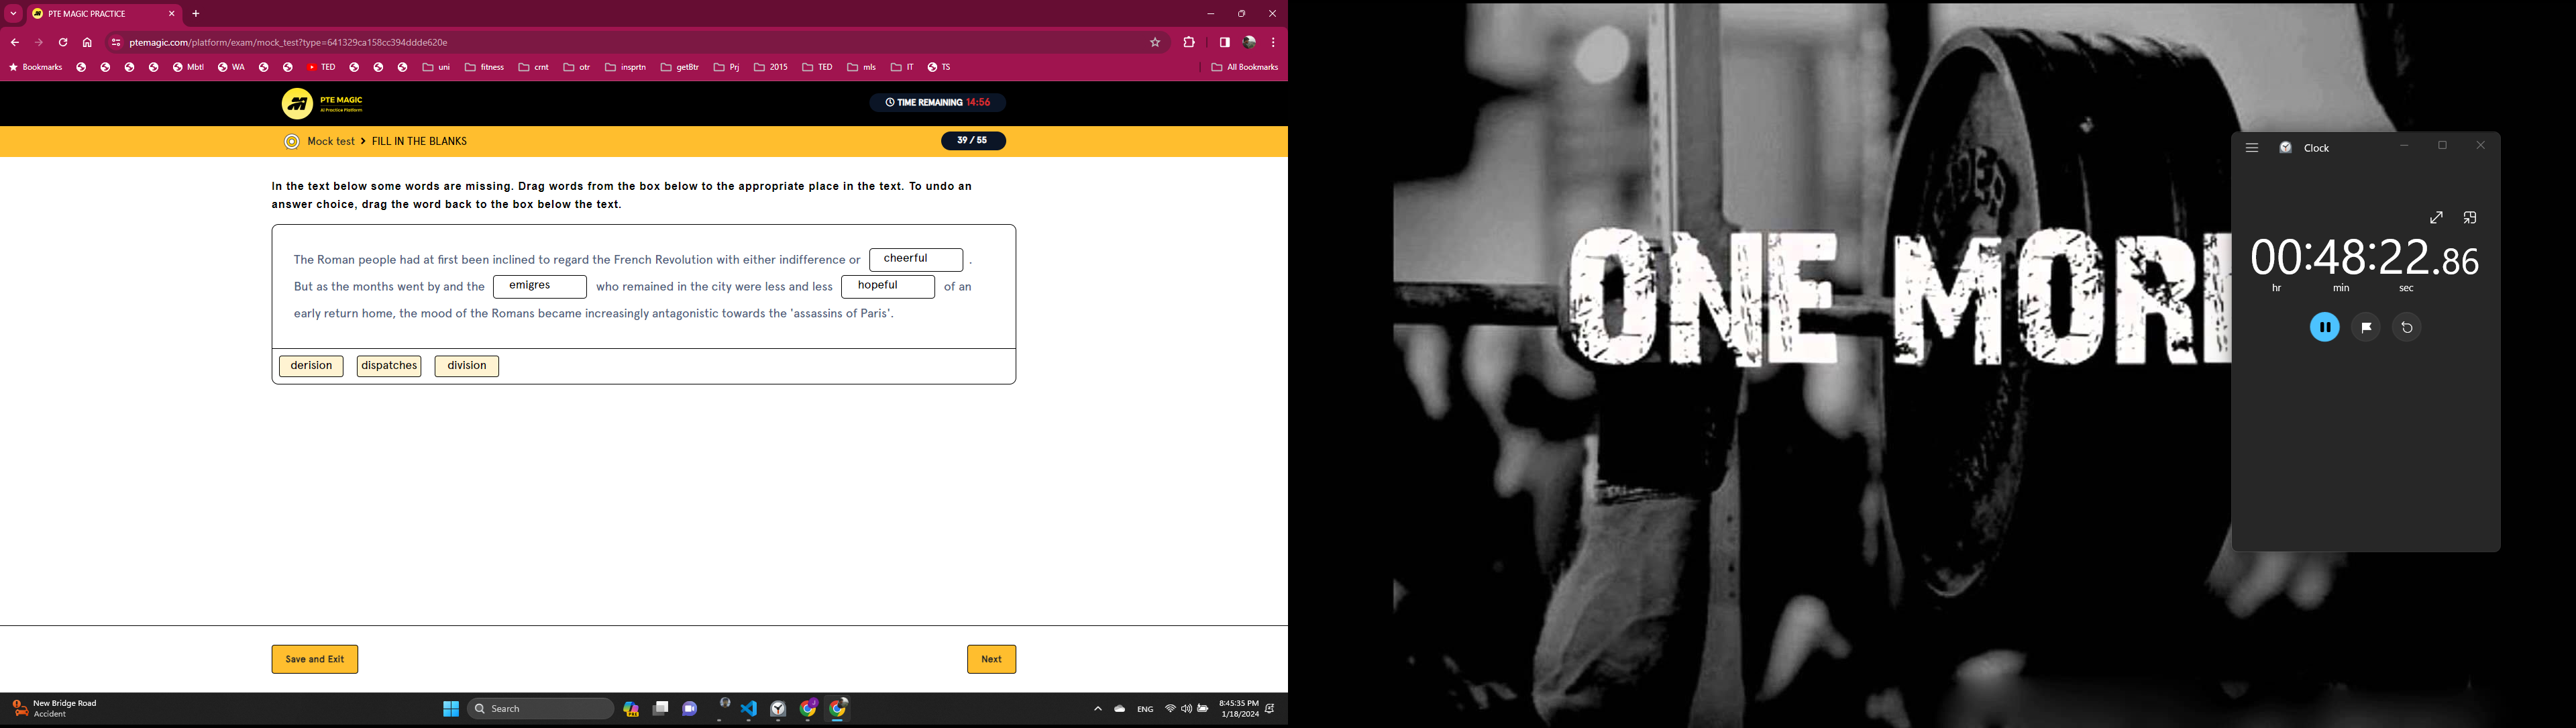 PTE MAGIC PRACTICE
ptemagic.com/platform/exam/mock_test?type=641329ca158cc394ddde620e
Bookmarks Mbtl WA TED uni fitness crnt otr insprtn getBtr Prj 2015 TED mls IT TS All Bookmarks
PTE MAGIC
AI Practice Platform
TIME REMAINING 14:56
Mock test > FILL IN THE BLANKS
39 / 55
In the text below some words are missing. Drag words from the box below to the appropriate place in the text. To undo an
answer choice, drag the word back to the box below the text.
The Roman people had at first been inclined to regard the French Revolution with either indifference or cheerful .
But as the months went by and the emigres who remained in the city were less and less hopeful of an
early return home, the mood of the Romans became increasingly antagonistic towards the 'assassins of Paris'.
derision dispatches division
Save and Exit
Next
New Bridge Road
Accident
Search
ENG
8:45:35 PM
1/18/2024
ONE MORE
Clock
00:48:22.86
hr min sec